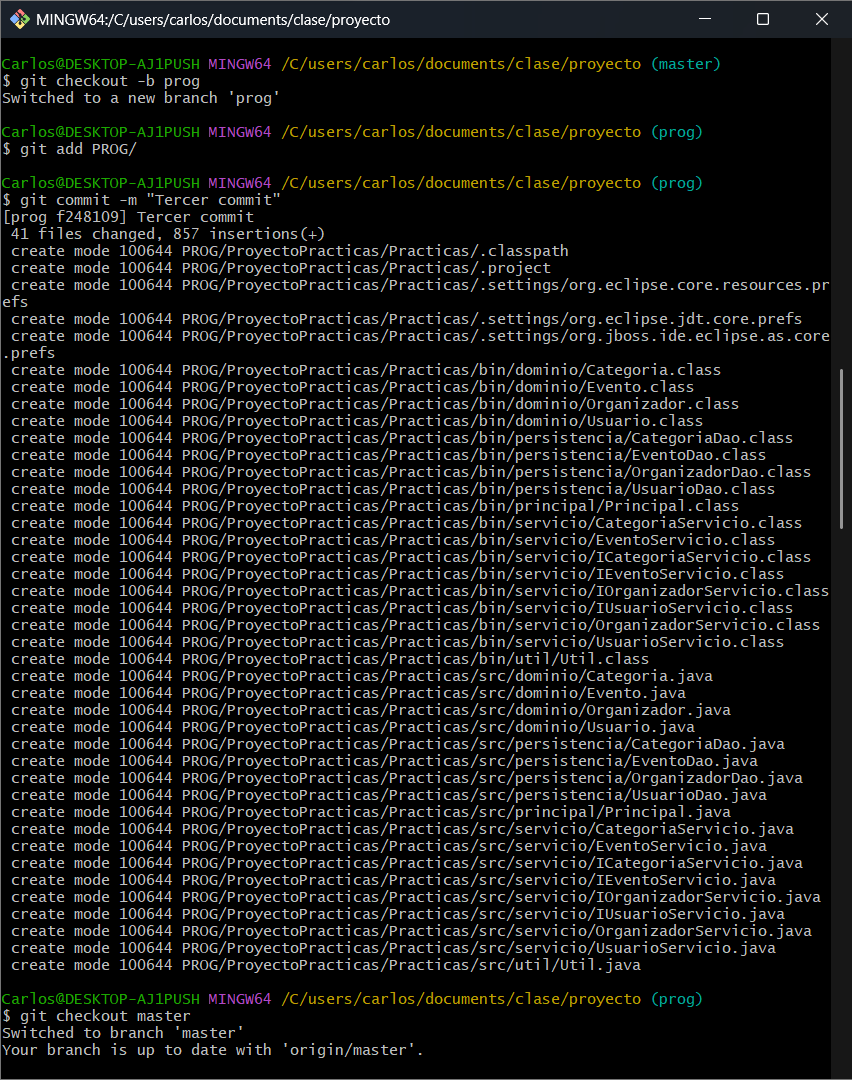 MINGW64:/C/users/carlos/documents/clase/proyecto
Carlos@DESKTOP-AJ1PUSH MINGW64 /C/users/carlos/documents/clase/proyecto (master)
$ git checkout -b prog
Switched to a new branch 'prog'
Carlos@DESKTOP-AJ1PUSH MINGW64 /C/users/carlos/documents/clase/proyecto (prog)
$ git add PROG/
Carlos@DESKTOP-AJ1PUSH MINGW64 /C/users/carlos/documents/clase/proyecto (prog)
$ git commit -m "Tercer commit"
[prog f248109] Tercer commit
 41 files changed, 857 insertions(+)
 create mode 100644 PROG/ProyectoPracticas/Practicas/.classpath
 create mode 100644 PROG/ProyectoPracticas/Practicas/.project
 create mode 100644 PROG/ProyectoPracticas/Practicas/.settings/org.eclipse.core.resources.pr
efs
 create mode 100644 PROG/ProyectoPracticas/Practicas/.settings/org.eclipse.jdt.core.prefs
 create mode 100644 PROG/ProyectoPracticas/Practicas/.settings/org.jboss.ide.eclipse.as.core
.prefs
 create mode 100644 PROG/ProyectoPracticas/Practicas/bin/dominio/Categoria.class
 create mode 100644 PROG/ProyectoPracticas/Practicas/bin/dominio/Evento.class
 create mode 100644 PROG/ProyectoPracticas/Practicas/bin/dominio/Organizador.class
 create mode 100644 PROG/ProyectoPracticas/Practicas/bin/dominio/Usuario.class
 create mode 100644 PROG/ProyectoPracticas/Practicas/bin/persistencia/CategoriaDao.class
 create mode 100644 PROG/ProyectoPracticas/Practicas/bin/persistencia/EventoDao.class
 create mode 100644 PROG/ProyectoPracticas/Practicas/bin/persistencia/OrganizadorDao.class
 create mode 100644 PROG/ProyectoPracticas/Practicas/bin/persistencia/UsuarioDao.class
 create mode 100644 PROG/ProyectoPracticas/Practicas/bin/principal/Principal.class
 create mode 100644 PROG/ProyectoPracticas/Practicas/bin/servicio/CategoriaServicio.class
 create mode 100644 PROG/ProyectoPracticas/Practicas/bin/servicio/EventoServicio.class
 create mode 100644 PROG/ProyectoPracticas/Practicas/bin/servicio/ICategoriaServicio.class
 create mode 100644 PROG/ProyectoPracticas/Practicas/bin/servicio/IEventoServicio.class
 create mode 100644 PROG/ProyectoPracticas/Practicas/bin/servicio/IOrganizadorServicio.class
 create mode 100644 PROG/ProyectoPracticas/Practicas/bin/servicio/IUsuarioServicio.class
 create mode 100644 PROG/ProyectoPracticas/Practicas/bin/servicio/OrganizadorServicio.class
 create mode 100644 PROG/ProyectoPracticas/Practicas/bin/servicio/UsuarioServicio.class
 create mode 100644 PROG/ProyectoPracticas/Practicas/bin/util/Util.class
 create mode 100644 PROG/ProyectoPracticas/Practicas/src/dominio/Categoria.java
 create mode 100644 PROG/ProyectoPracticas/Practicas/src/dominio/Evento.java
 create mode 100644 PROG/ProyectoPracticas/Practicas/src/dominio/Organizador.java
 create mode 100644 PROG/ProyectoPracticas/Practicas/src/dominio/Usuario.java
 create mode 100644 PROG/ProyectoPracticas/Practicas/src/persistencia/CategoriaDao.java
 create mode 100644 PROG/ProyectoPracticas/Practicas/src/persistencia/EventoDao.java
 create mode 100644 PROG/ProyectoPracticas/Practicas/src/persistencia/OrganizadorDao.java
 create mode 100644 PROG/ProyectoPracticas/Practicas/src/persistencia/UsuarioDao.java
 create mode 100644 PROG/ProyectoPracticas/Practicas/src/principal/Principal.java
 create mode 100644 PROG/ProyectoPracticas/Practicas/src/servicio/CategoriaServicio.java
 create mode 100644 PROG/ProyectoPracticas/Practicas/src/servicio/EventoServicio.java
 create mode 100644 PROG/ProyectoPracticas/Practicas/src/servicio/ICategoriaServicio.java
 create mode 100644 PROG/ProyectoPracticas/Practicas/src/servicio/IEventoServicio.java
 create mode 100644 PROG/ProyectoPracticas/Practicas/src/servicio/IOrganizadorServicio.java
 create mode 100644 PROG/ProyectoPracticas/Practicas/src/servicio/IUsuarioServicio.java
 create mode 100644 PROG/ProyectoPracticas/Practicas/src/servicio/OrganizadorServicio.java
 create mode 100644 PROG/ProyectoPracticas/Practicas/src/servicio/UsuarioServicio.java
 create mode 100644 PROG/ProyectoPracticas/Practicas/src/util/Util.java
Carlos@DESKTOP-AJ1PUSH MINGW64 /C/users/carlos/documents/clase/proyecto (prog)
$ git checkout master
Switched to branch 'master'
Your branch is up to date with 'origin/master'.